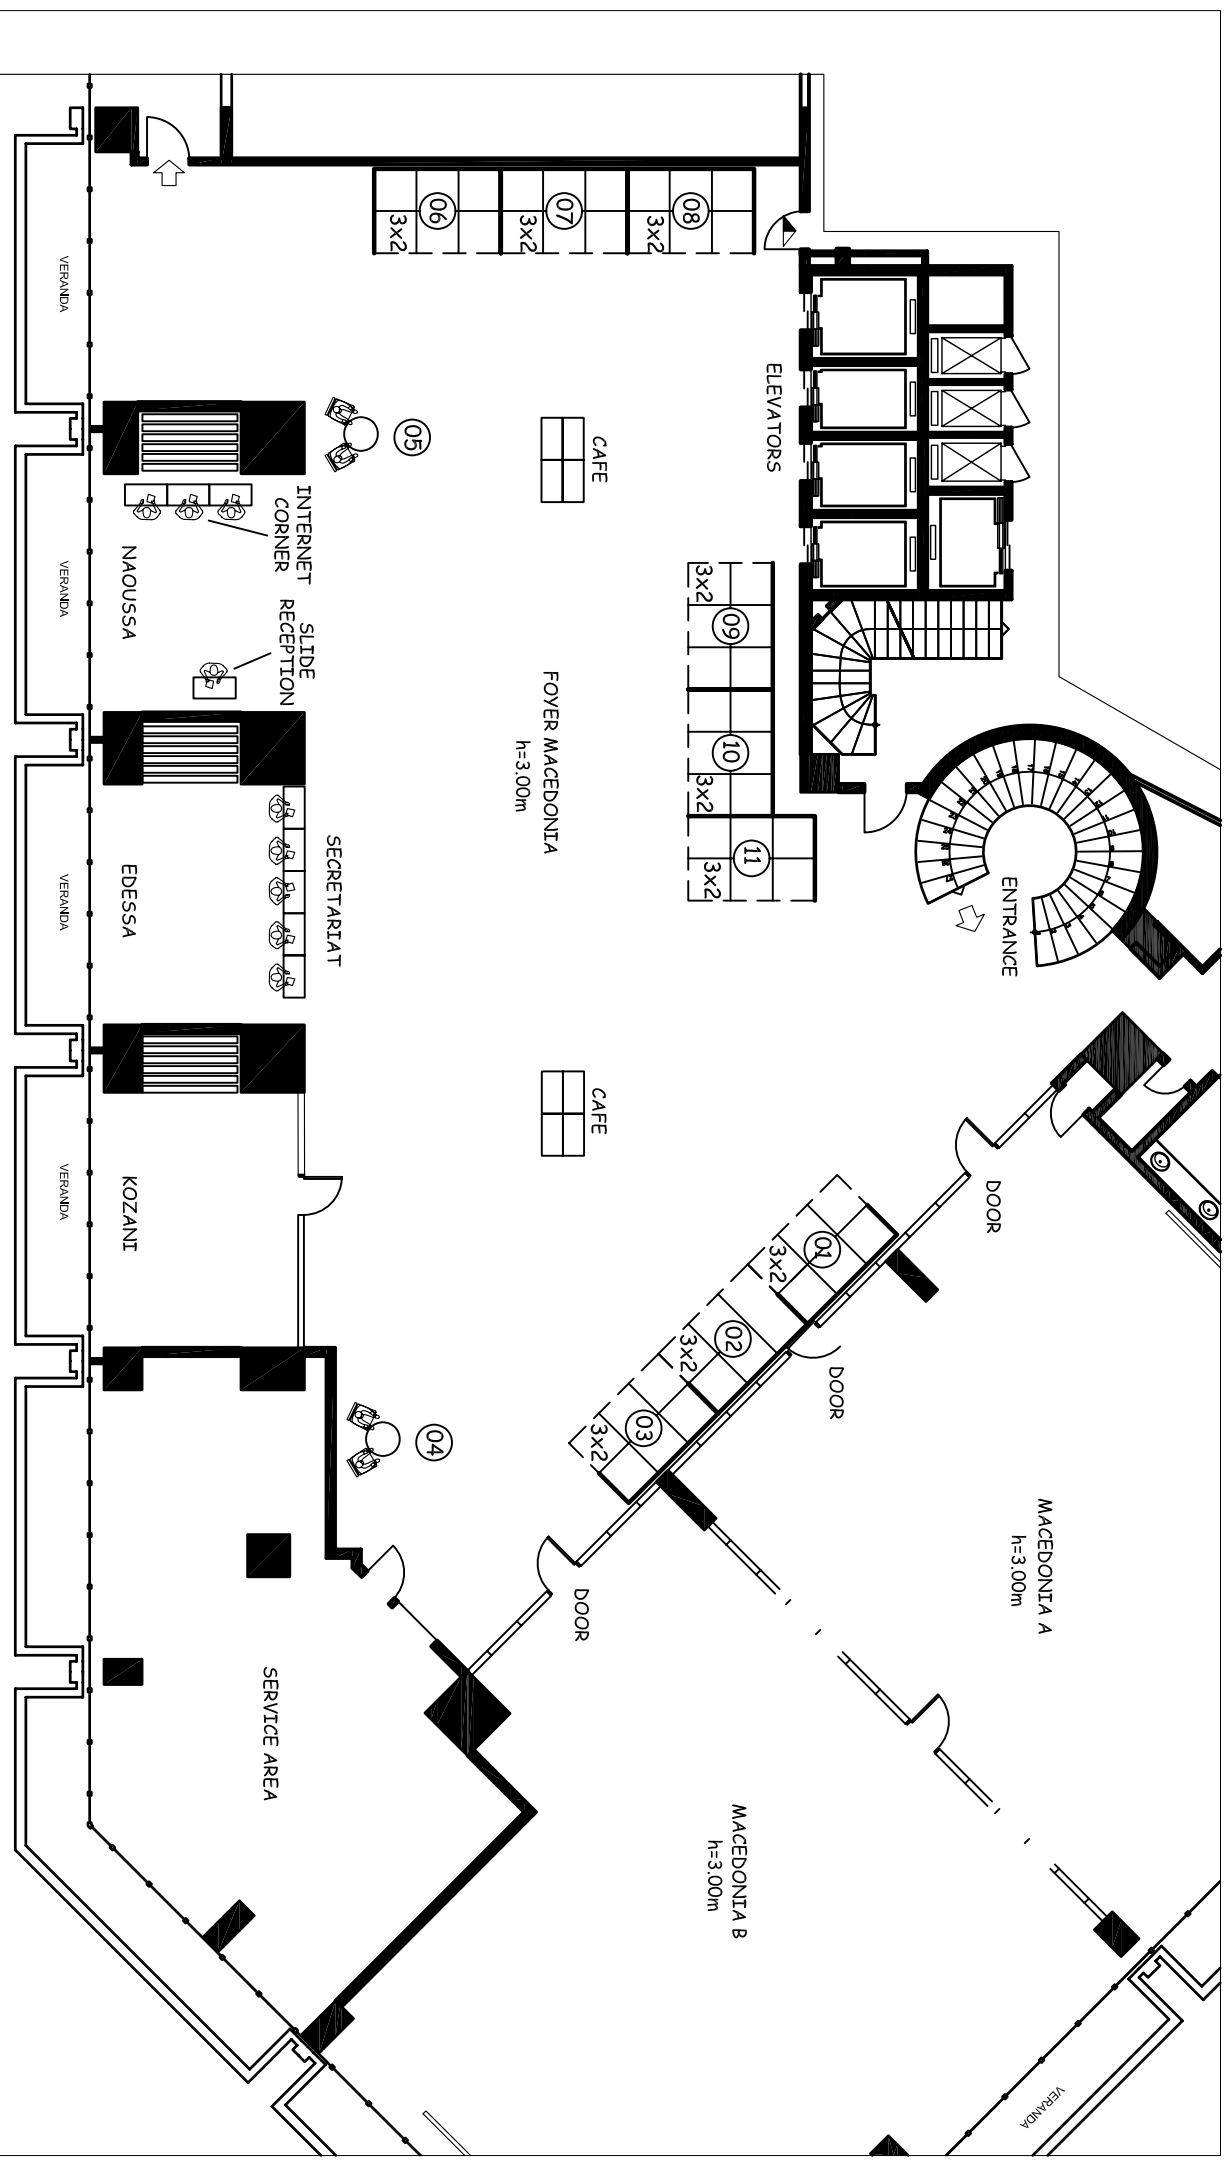 ENTRANCE
ELEVATORS
DOOR
DOOR
DOOR
MACEDONIA A
h=3.00m
MACEDONIA B
h=3.00m
VERANDA
08
3x2
07
3x2
06
3x2
09
3x2
10
3x2
11
3x2
01
3x2
02
3x2
03
3x2
CAFE
CAFE
FOYER MACEDONIA
h=3.00m
05
04
INTERNET
CORNER
SLIDE
RECEPTION
SECRETARIAT
SERVICE AREA
NAOUSSA
EDESSA
KOZANI
VERANDA
VERANDA
VERANDA
VERANDA